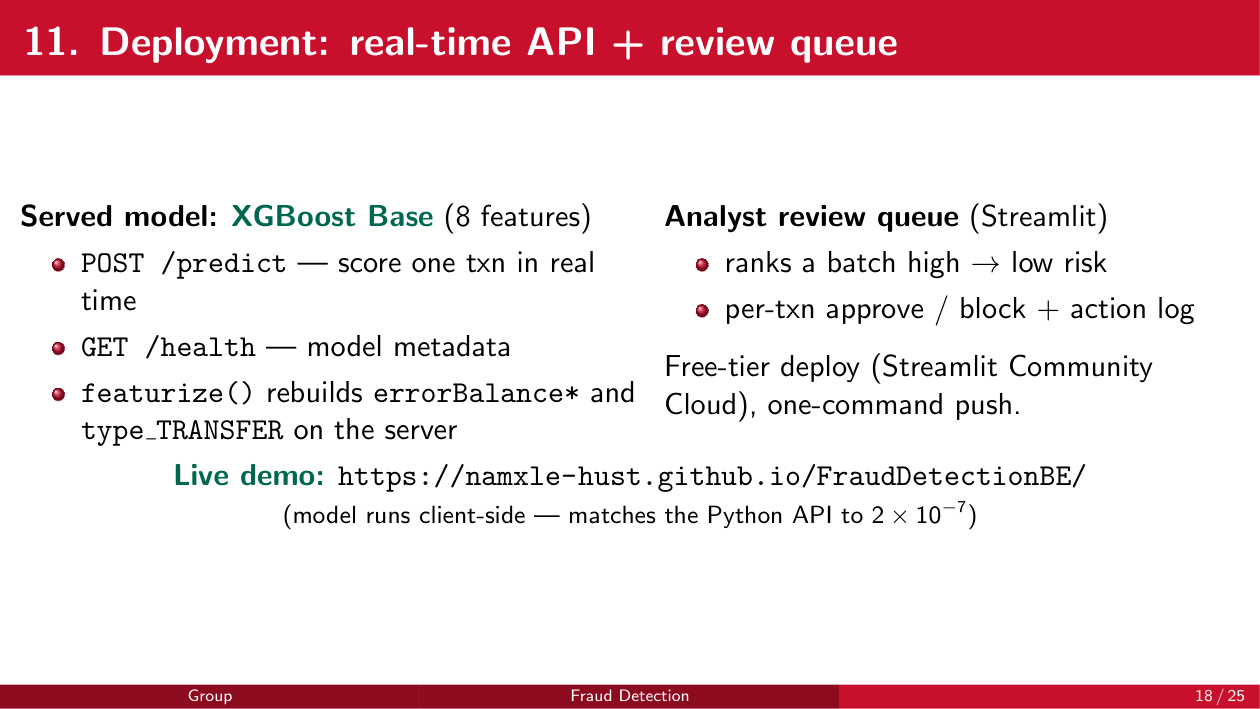 11. Deployment: real-time API + review queue
Served model: XGBoost Base (8 features)
POST /predict — score one txn in real
time
GET /health — model metadata
featurize() rebuilds errorBalance* and
type_TRANSFER on the server
Analyst review queue (Streamlit)
ranks a batch high → low risk
per-txn approve / block + action log
Free-tier deploy (Streamlit Community
Cloud), one-command push.
Live demo: https://namxle-hust.github.io/FraudDetectionBE/
(model runs client-side — matches the Python API to 2 × 10⁻⁷)
Group
Fraud Detection
18 / 25